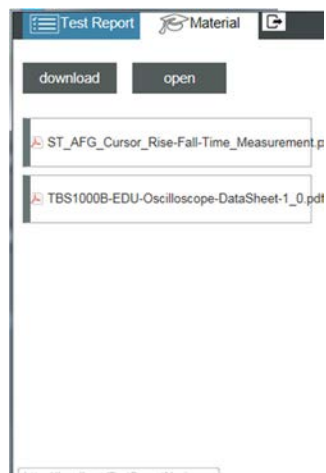 Test Report Material
download open
ST_AFG_Cursor_Rise-Fall-Time_Measurement.p
TBS1000B-EDU-Oscilloscope-DataSheet-1_0.pdf